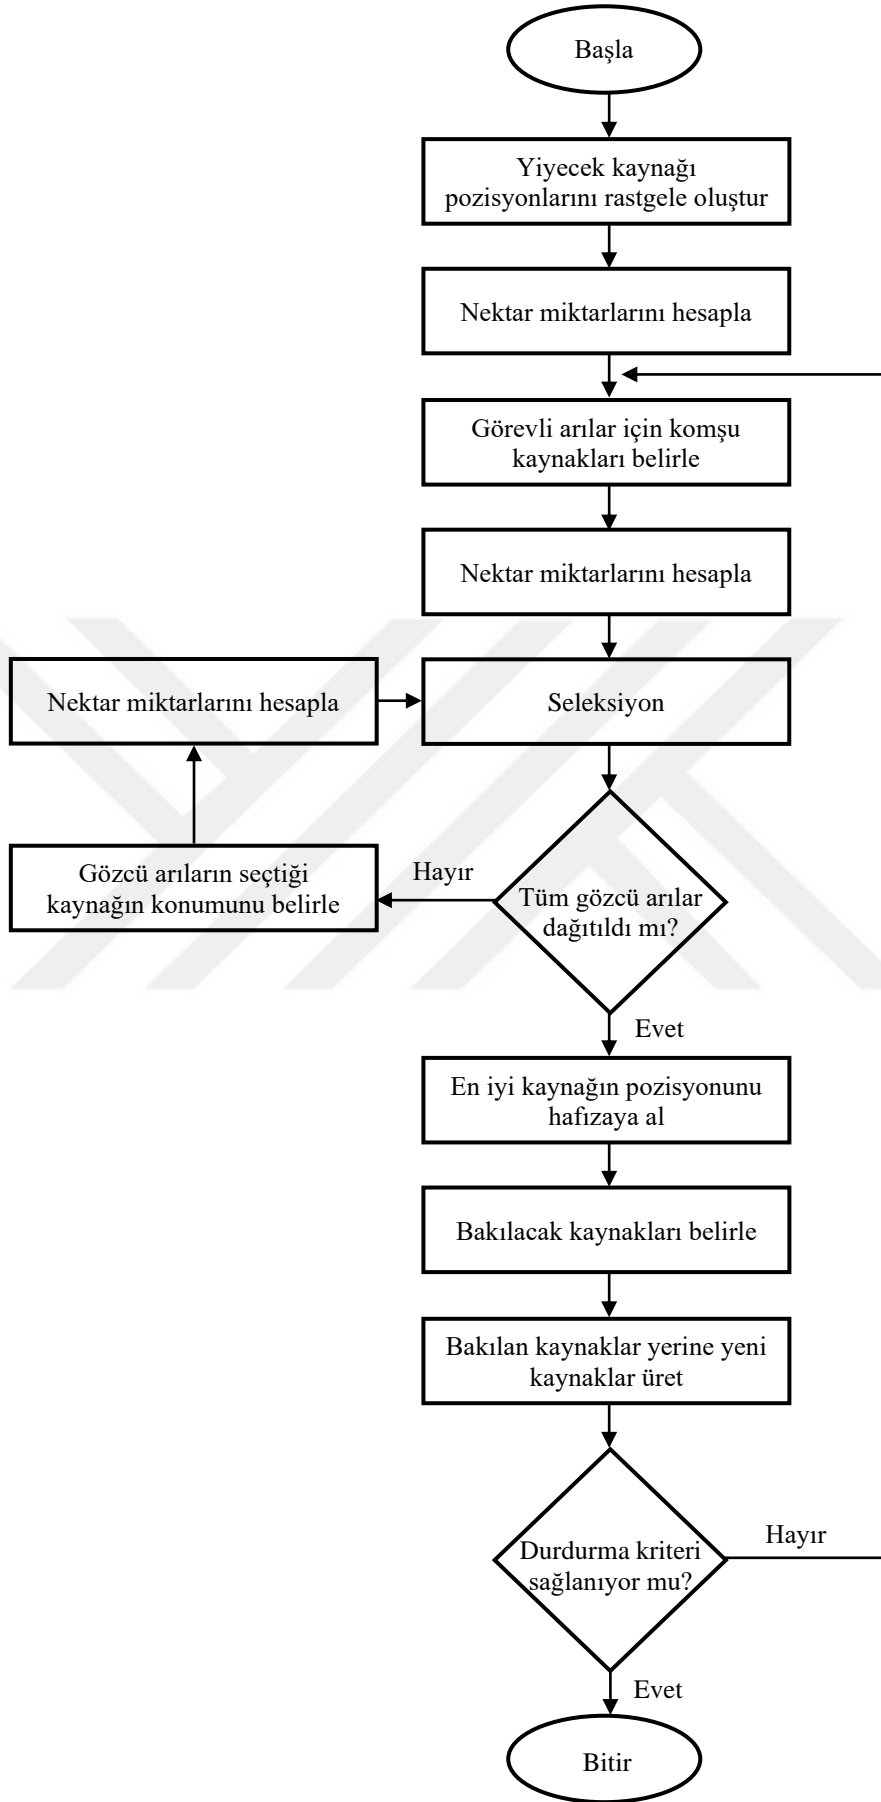 Başla
Yiyecek kaynağı
pozisyonlarını rastgele oluştur
Nektar miktarlarını hesapla
Görevli arılar için komşu
kaynakları belirle
Nektar miktarlarını hesapla
Nektar miktarlarını hesapla
Seleksiyon
Gözcü arıların seçtiği
kaynağın konumunu belirle
Hayır
Tüm gözcü arılar
dağıtıldı mı?
Evet
En iyi kaynağın pozisyonunu
hafızaya al
Bakılacak kaynakları belirle
Bakılan kaynaklar yerine yeni
kaynaklar üret
Durdurma kriteri
sağlanıyor mu?
Hayır
Evet
Bitir